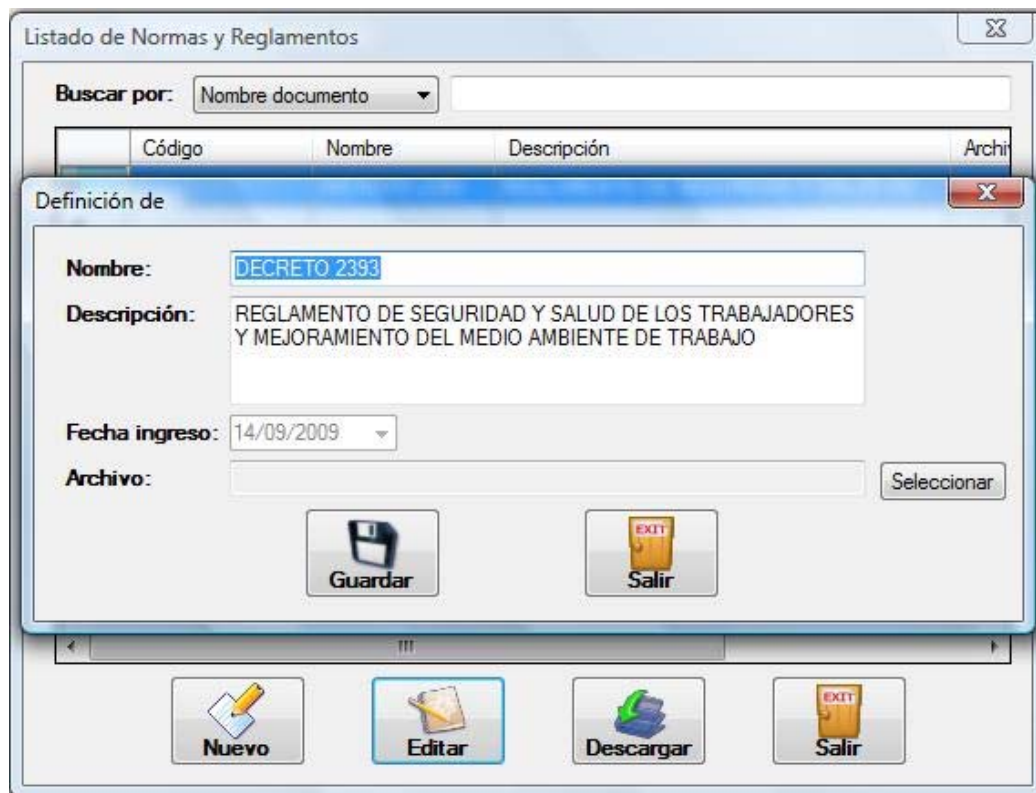 Listado de Normas y Reglamentos
Buscar por: Nombre documento
Código Nombre Descripción Archi
Definición de
Nombre: DECRETO 2393
Descripción: REGLAMENTO DE SEGURIDAD Y SALUD DE LOS TRABAJADORES
Y MEJORAMIENTO DEL MEDIO AMBIENTE DE TRABAJO
Fecha ingreso: 14/09/2009
Archivo: Seleccionar
EXIT EXIT
Guardar Salir
EXIT
Nuevo Editar Descargar Salir